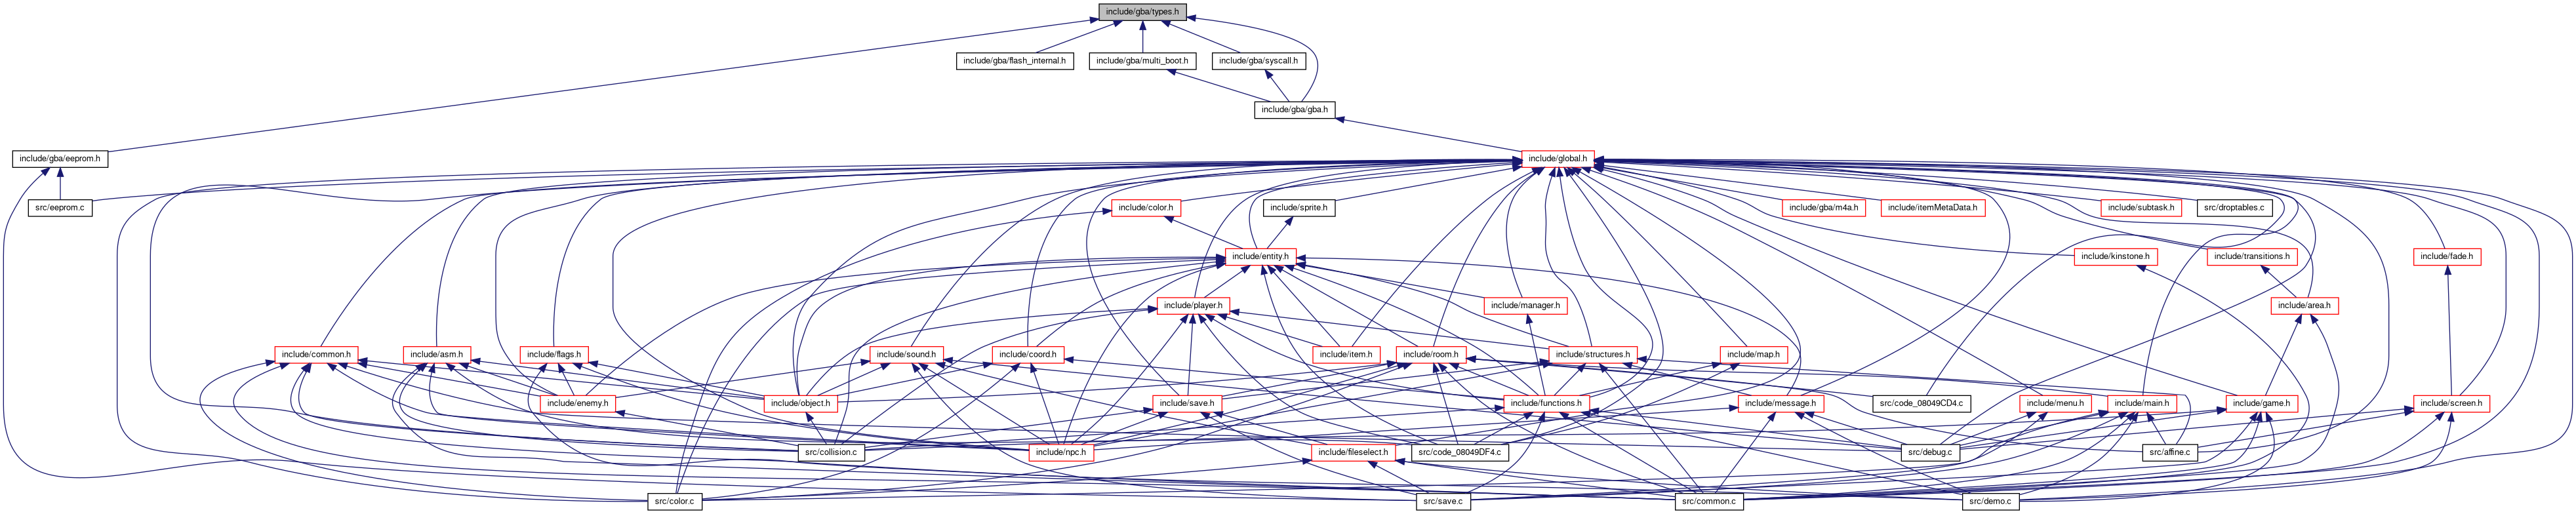 include/gba/types.h
include/gba/flash_internal.h
include/gba/multi_boot.h
include/gba/syscall.h
include/gba/gba.h
include/gba/eeprom.h
include/global.h
src/eeprom.c
include/color.h
include/sprite.h
include/gba/m4a.h
include/itemMetaData.h
include/subtask.h
src/droptables.c
include/entity.h
include/kinstone.h
include/transitions.h
include/fade.h
include/player.h
include/manager.h
include/area.h
include/common.h
include/asm.h
include/flags.h
include/sound.h
include/coord.h
include/item.h
include/room.h
include/structures.h
include/map.h
include/enemy.h
include/object.h
include/save.h
include/functions.h
include/message.h
src/code_08049CD4.c
include/menu.h
include/main.h
include/game.h
include/screen.h
src/collision.c
include/npc.h
include/fileselect.h
src/code_08049DF4.c
src/debug.c
src/affine.c
src/color.c
src/save.c
src/common.c
src/demo.c